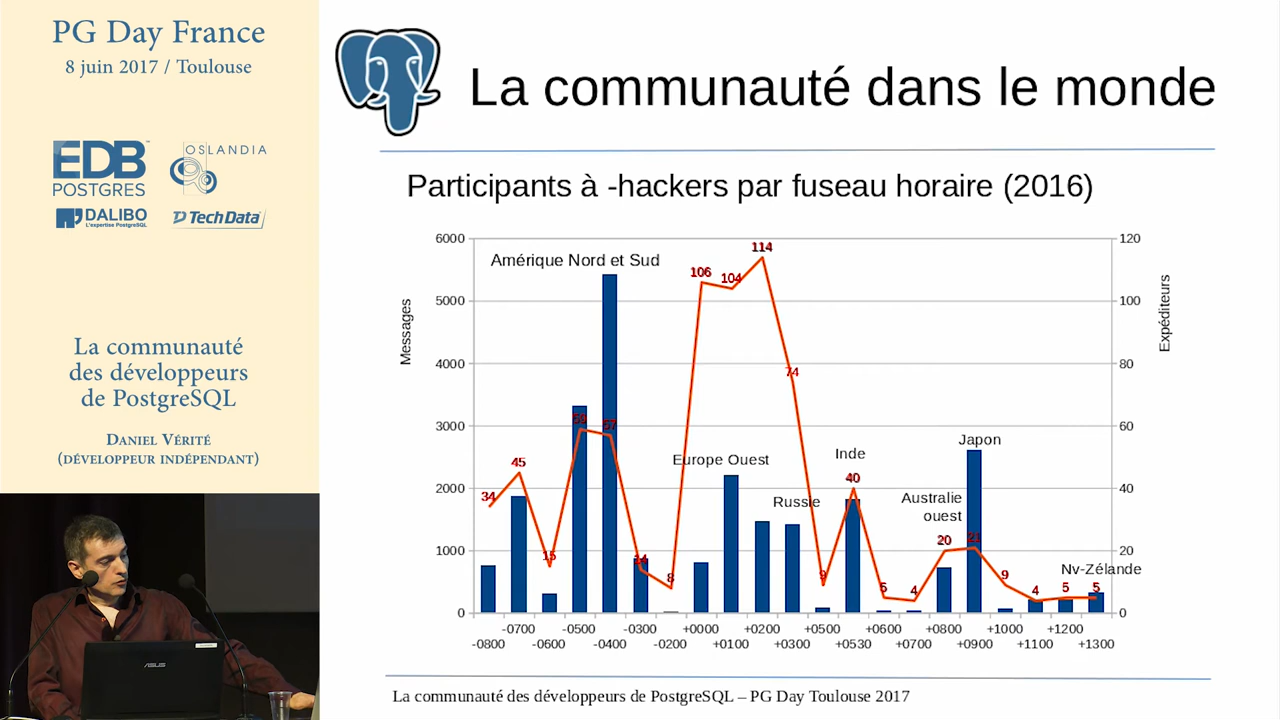 PG Day France
8 juin 2017 / Toulouse
EDB
POSTGRES
OSLANDIA
DALIBO
L'expertise PostgreSQL
Tech Data
La communauté
des développeurs
de PostgreSQL
Daniel Vérité
(développeur indépendant)
ASUS
La communauté dans le monde
Participants à -hackers par fuseau horaire (2016)
Messages
Expéditeurs
6000
5000
4000
3000
2000
1000
0
120
100
80
60
40
20
0
Amérique Nord et Sud
Europe Ouest
Russie
Inde
Australie
ouest
Japon
Nv-Zélande
34
45
15
59
57
14
8
106
104
114
74
9
40
5
4
20
21
9
4
5
5
-0700 -0500 -0300 +0000 +0200 +0500 +0600 +0800 +1000 +1200
-0800 -0600 -0400 -0200 +0100 +0300 +0530 +0700 +0900 +1100 +1300
La communauté des développeurs de PostgreSQL – PG Day Toulouse 2017